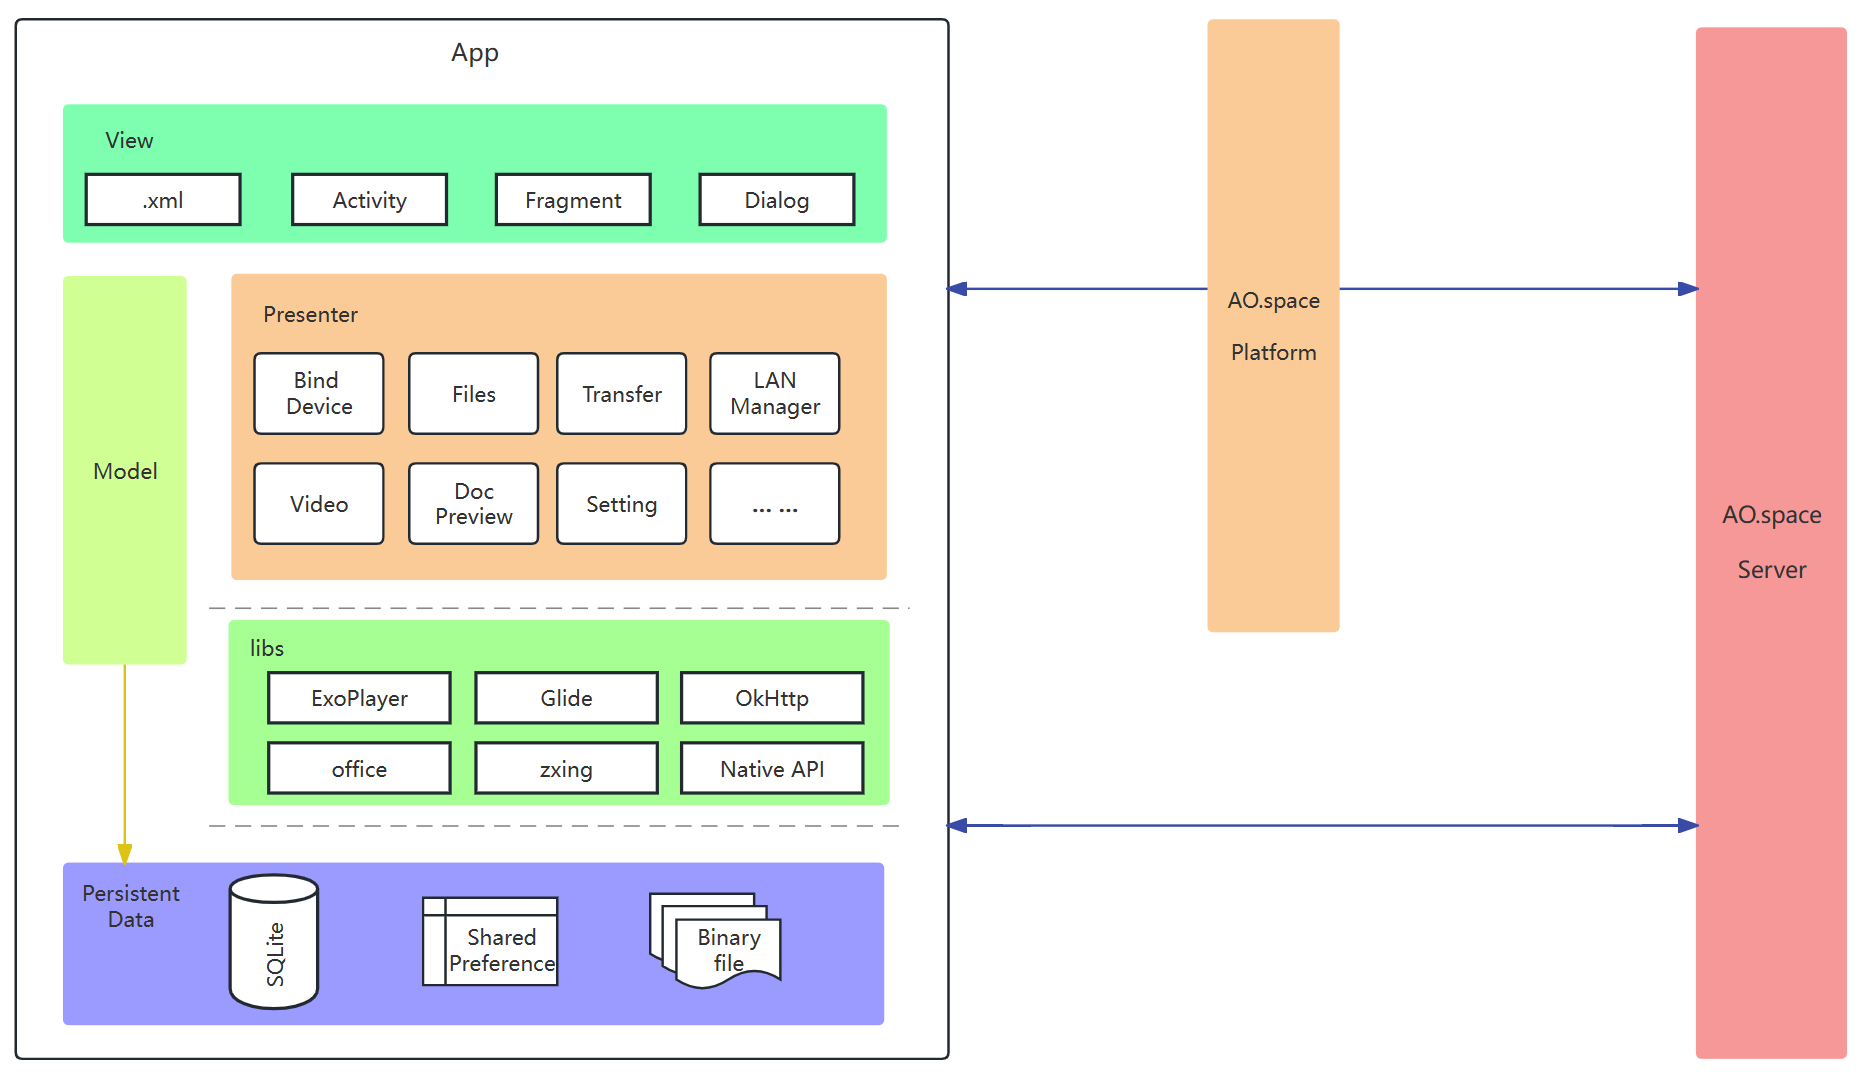 App
View
.xml
Activity
Fragment
Dialog
Model
Presenter
Bind
Device
Files
Transfer
LAN
Manager
Video
Doc
Preview
Setting
... ...
libs
ExoPlayer
Glide
OkHttp
office
zxing
Native API
Persistent
Data
SQLite
Shared
Preference
Binary
file
AO.space
Platform
AO.space
Server